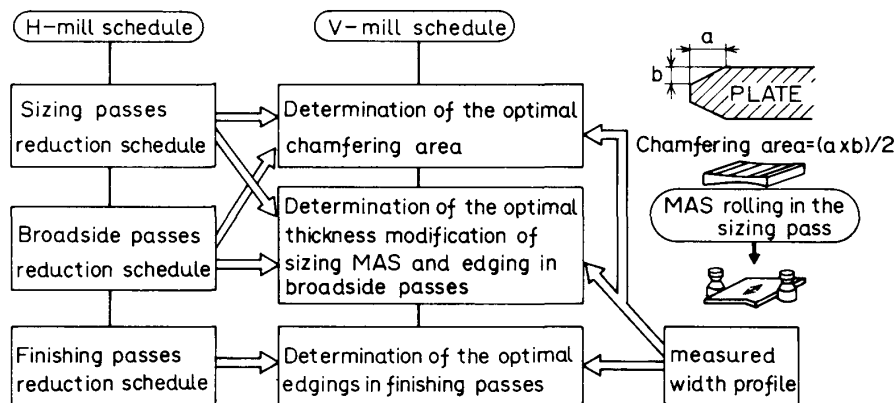 H-mill schedule
V-mill schedule
Sizing passes
reduction schedule
Determination of the optimal
chamfering area
Broadside passes
reduction schedule
Determination of the optimal
thickness modification of
sizing MAS and edging in
broadside passes
Finishing passes
reduction schedule
Determination of the optimal
edgings in finishing passes
a
b
PLATE
Chamfering area=(a×b)/2
MAS rolling in the
sizing pass
measured
width profile